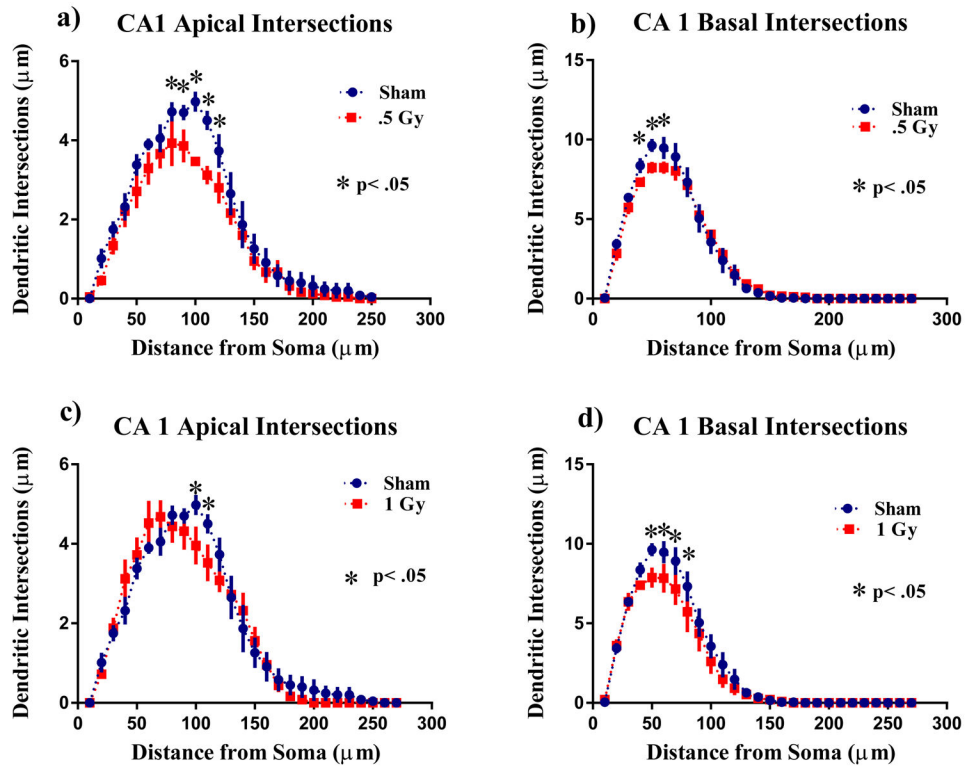 a)
CA1 Apical Intersections
Dendritic Intersections (μm)
6
4
2
0
* * * * *
Sham
.5 Gy
* p< .05
0 50 100 150 200 250 300
Distance from Soma (μm)
b)
CA 1 Basal Intersections
Dendritic Intersections (μm)
15
10
5
0
* * *
Sham
.5 Gy
* p< .05
0 100 200 300
Distance from Soma (μm)
c)
CA 1 Apical Intersections
Dendritic Intersections (μm)
6
4
2
0
* *
Sham
1 Gy
* p< .05
0 50 100 150 200 250 300
Distance from Soma (μm)
d)
CA 1 Basal Intersections
Dendritic Intersections (μm)
15
10
5
0
* * * *
Sham
1 Gy
* p< .05
0 50 100 150 200 250 300
Distance from Soma (μm)